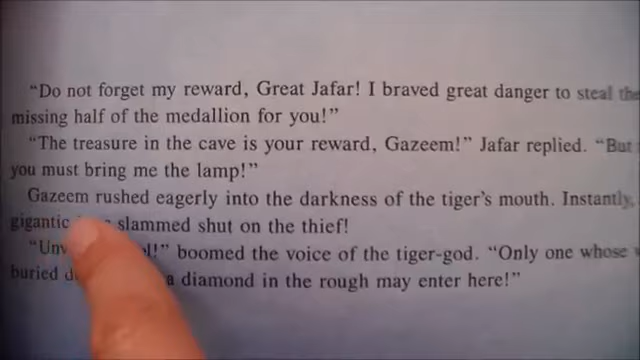 "Do not forget my reward, Great Jafar! I braved great danger to steal the
missing half of the medallion for you!"
"The treasure in the cave is your reward, Gazeem!" Jafar replied. "But
you must bring me the lamp!"
Gazeem rushed eagerly into the darkness of the tiger's mouth. Instantly,
gigantic slammed shut on the thief!
boomed the voice of the tiger-god. "Only one whose
buried a diamond in the rough may enter here!"